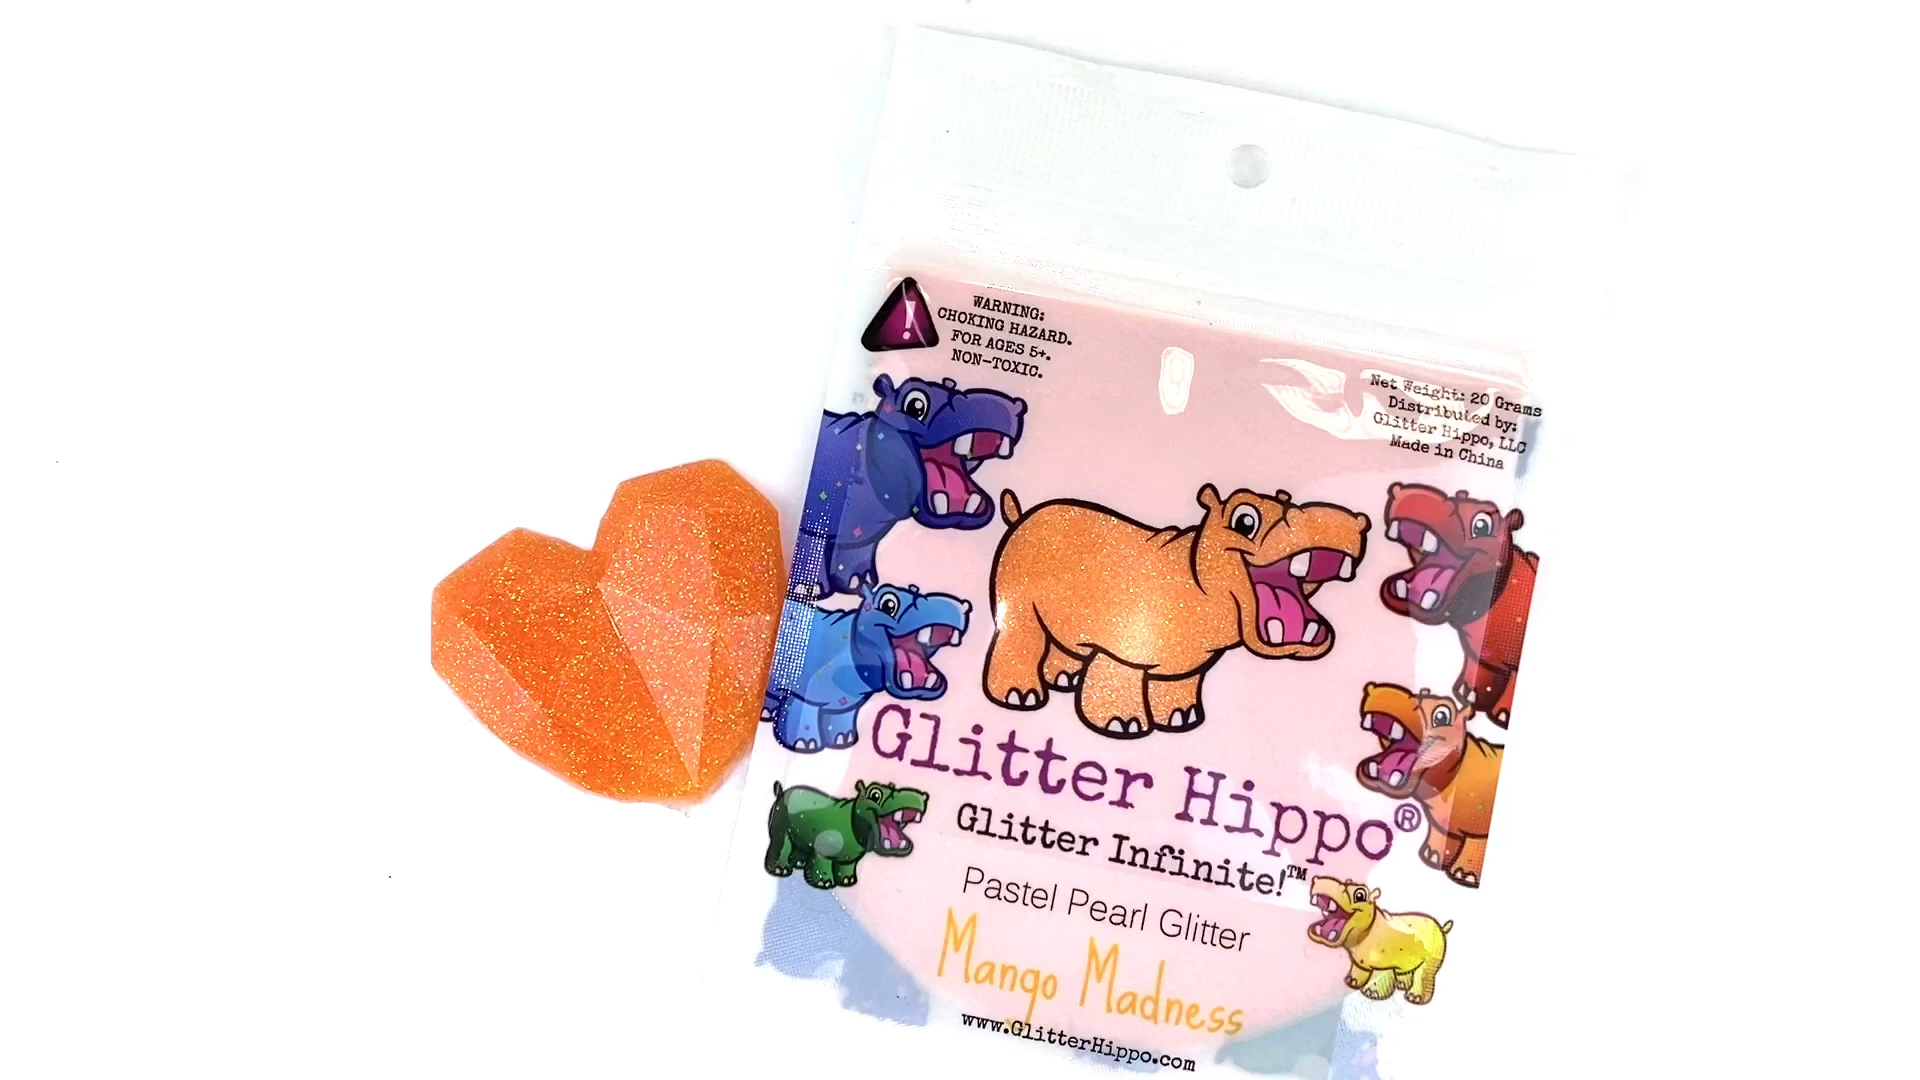 WARNING:
CHOKING HAZARD.
FOR AGES 5+.
NON-TOXIC.
Net Weight: 20 Grams
Distributed by:
Glitter Hippo, LLC
Made in China
Glitter Hippo®
Glitter Infinite!™
Pastel Pearl Glitter
Mango Madness
www.GlitterHippo.com